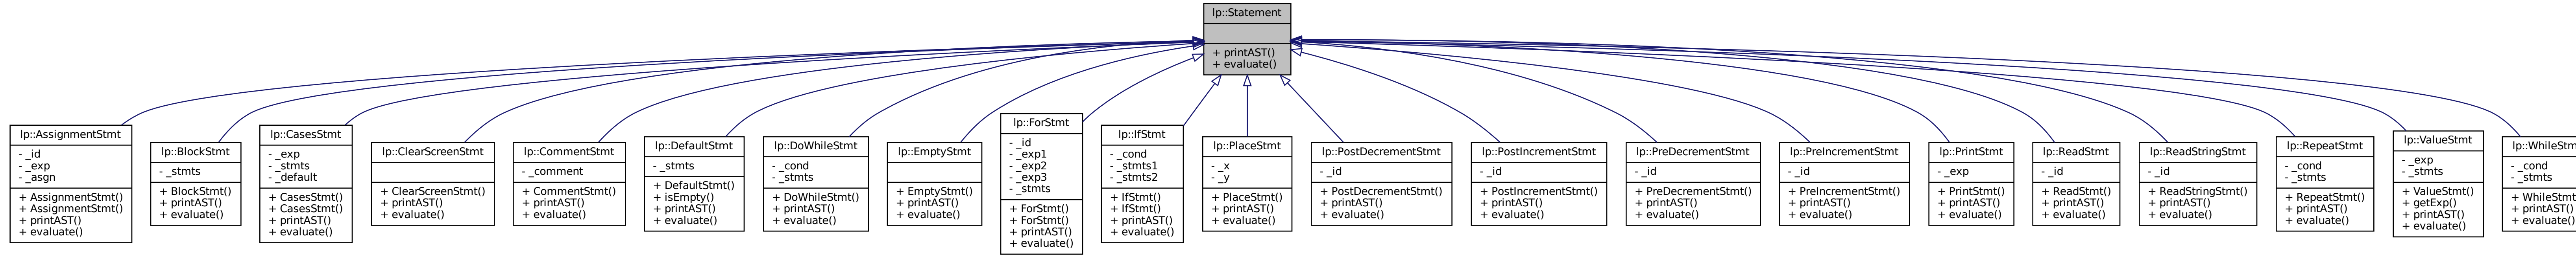 lp::Statement
+ printAST()
+ evaluate()
lp::AssignmentStmt
- _id
- _exp
- _asgn
+ AssignmentStmt()
+ AssignmentStmt()
+ printAST()
+ evaluate()
lp::BlockStmt
- _stmts
+ BlockStmt()
+ printAST()
+ evaluate()
lp::CasesStmt
- _exp
- _stmts
- _default
+ CasesStmt()
+ CasesStmt()
+ printAST()
+ evaluate()
lp::ClearScreenStmt
+ ClearScreenStmt()
+ printAST()
+ evaluate()
lp::CommentStmt
- _comment
+ CommentStmt()
+ printAST()
+ evaluate()
lp::DefaultStmt
- _stmts
+ DefaultStmt()
+ isEmpty()
+ printAST()
+ evaluate()
lp::DoWhileStmt
- _cond
- _stmts
+ DoWhileStmt()
+ printAST()
+ evaluate()
lp::EmptyStmt
+ EmptyStmt()
+ printAST()
+ evaluate()
lp::ForStmt
- _id
- _exp1
- _exp2
- _exp3
- _stmts
+ ForStmt()
+ ForStmt()
+ printAST()
+ evaluate()
lp::IfStmt
- _cond
- _stmts1
- _stmts2
+ IfStmt()
+ IfStmt()
+ printAST()
+ evaluate()
lp::PlaceStmt
- _x
- _y
+ PlaceStmt()
+ printAST()
+ evaluate()
lp::PostDecrementStmt
- _id
+ PostDecrementStmt()
+ printAST()
+ evaluate()
lp::PostIncrementStmt
- _id
+ PostIncrementStmt()
+ printAST()
+ evaluate()
lp::PreDecrementStmt
- _id
+ PreDecrementStmt()
+ printAST()
+ evaluate()
lp::PreIncrementStmt
- _id
+ PreIncrementStmt()
+ printAST()
+ evaluate()
lp::PrintStmt
- _exp
+ PrintStmt()
+ printAST()
+ evaluate()
lp::ReadStmt
- _id
+ ReadStmt()
+ printAST()
+ evaluate()
lp::ReadStringStmt
- _id
+ ReadStringStmt()
+ printAST()
+ evaluate()
lp::RepeatStmt
- _cond
- _stmts
+ RepeatStmt()
+ printAST()
+ evaluate()
lp::ValueStmt
- _exp
- _stmts
+ ValueStmt()
+ getExp()
+ printAST()
+ evaluate()
lp::WhileStm
- _cond
- _stmts
+ WhileStmt
+ printAST()
+ evaluate()